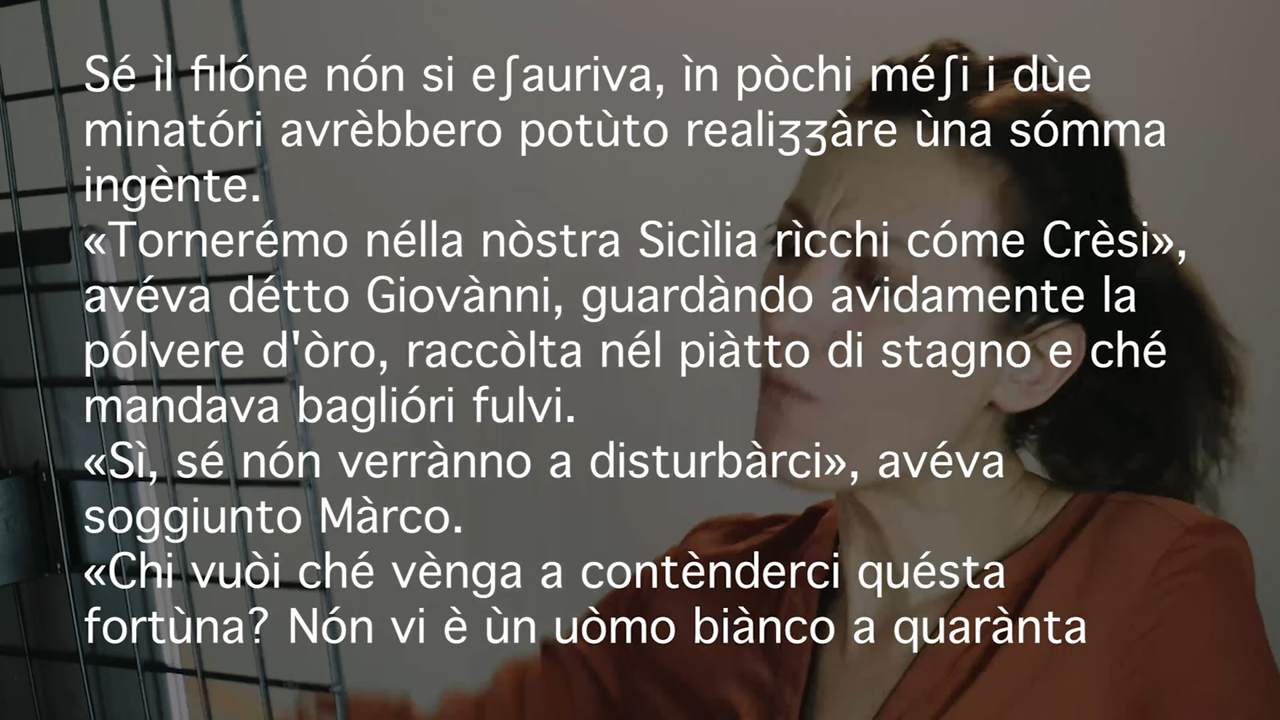 Sé ìl filóne nón si eʃauriva, ìn pòchi méʃi i dùe
minatóri avrèbbero potùto realiʒʒàre ùna sómma
ingènte.
«Tornerémo nélla nòstra Sicìlia rìcchi cóme Crèsi»,
avéva détto Giovànni, guardàndo avidamente la
pólvere d'òro, raccòlta nél piàtto di stagno e ché
mandava baglióri fulvi.
«Sì, sé nón verrànno a disturbàrci», avéva
soggiunto Màrco.
«Chi vuòi ché vènga a contènderci quésta
fortùna? Nón vi è ùn uòmo biànco a quarànta